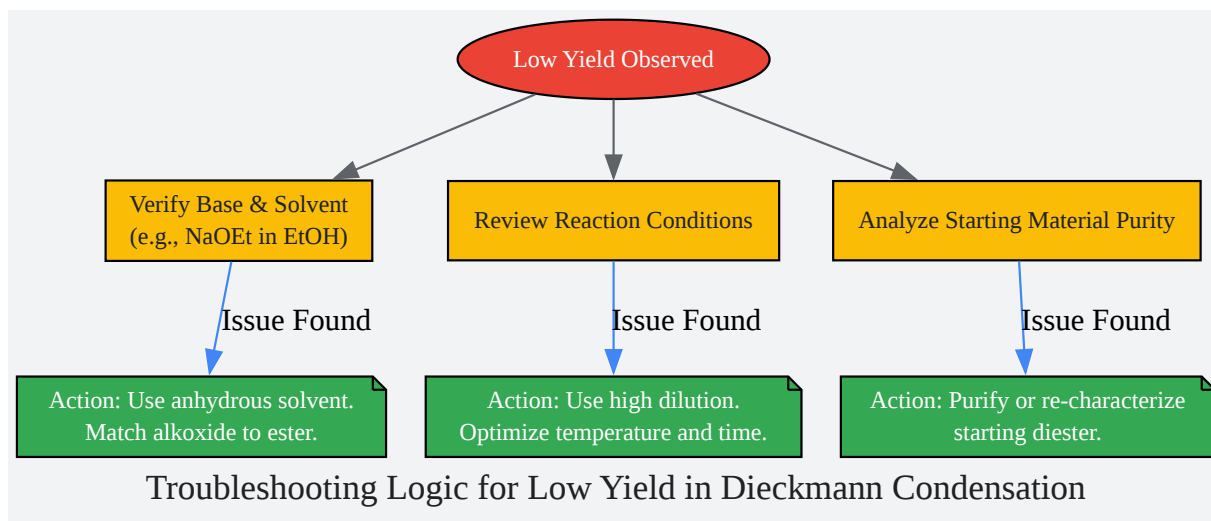 Low Yield Observed
Verify Base & Solvent
(e.g., NaOEt in EtOH)
Review Reaction Conditions
Analyze Starting Material Purity
Issue Found
Issue Found
Issue Found
Action: Use anhydrous solvent.
Match alkoxide to ester.
Action: Use high dilution.
Optimize temperature and time.
Action: Purify or re-characterize
starting diester.
Troubleshooting Logic for Low Yield in Dieckmann Condensation